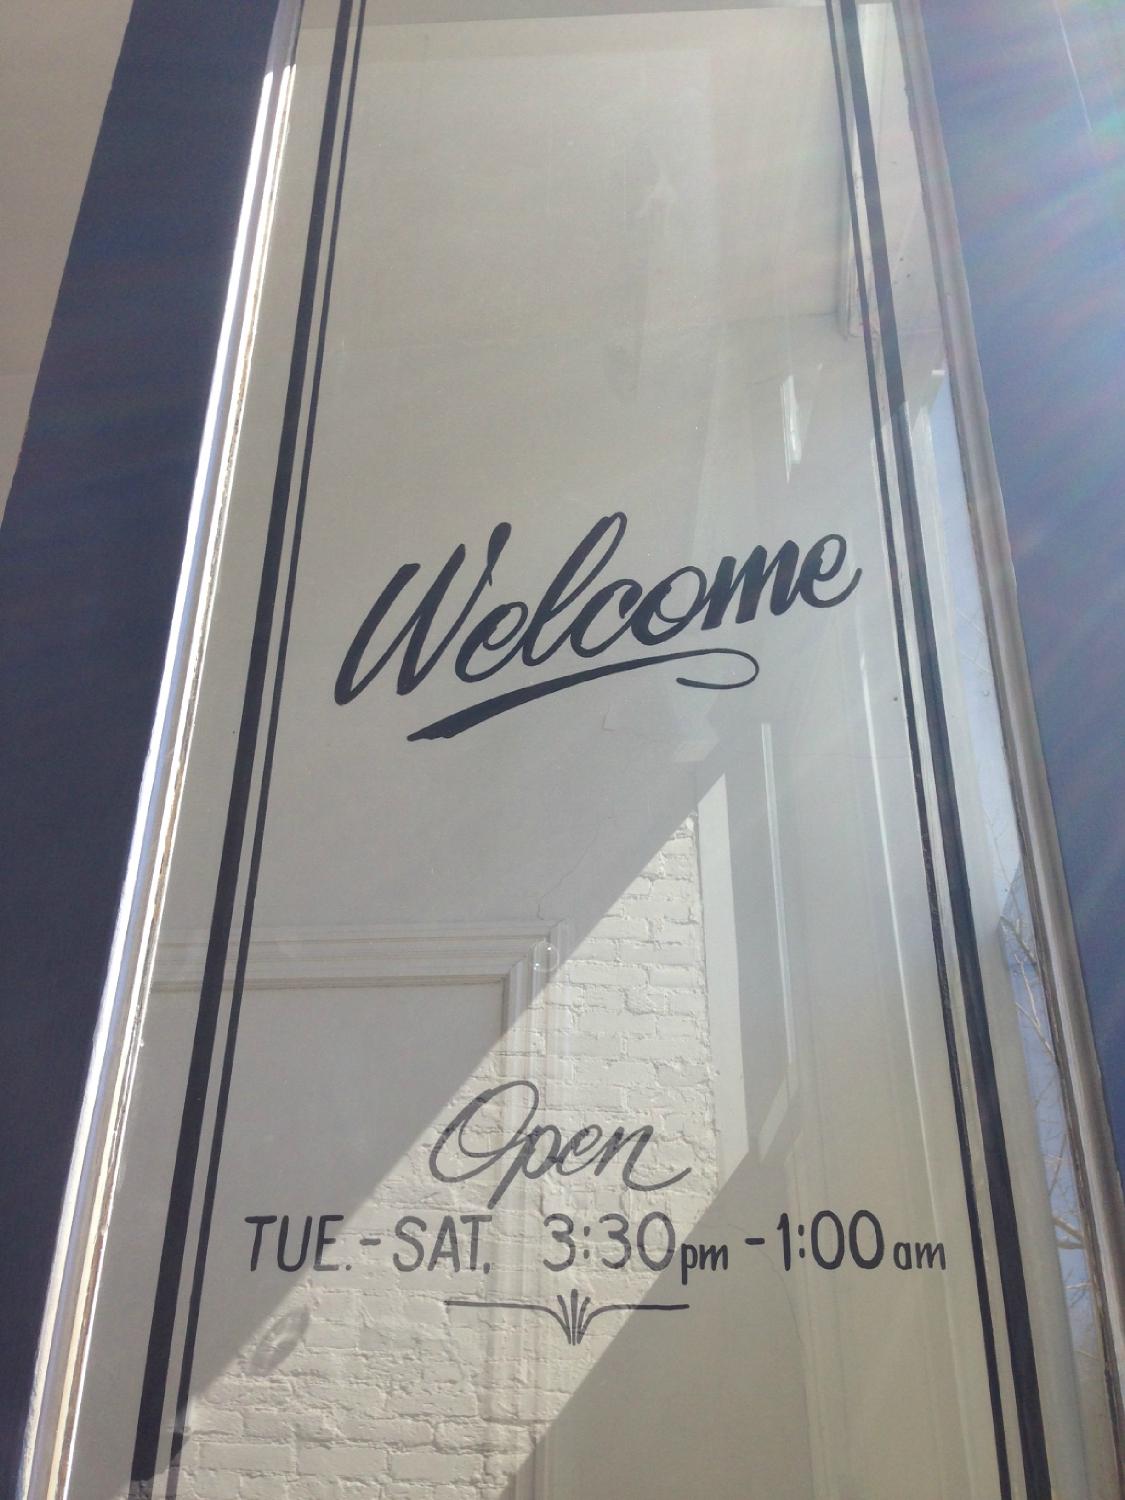 Welcome
Open
TUE.-SAT. 3:30pm-1:00am